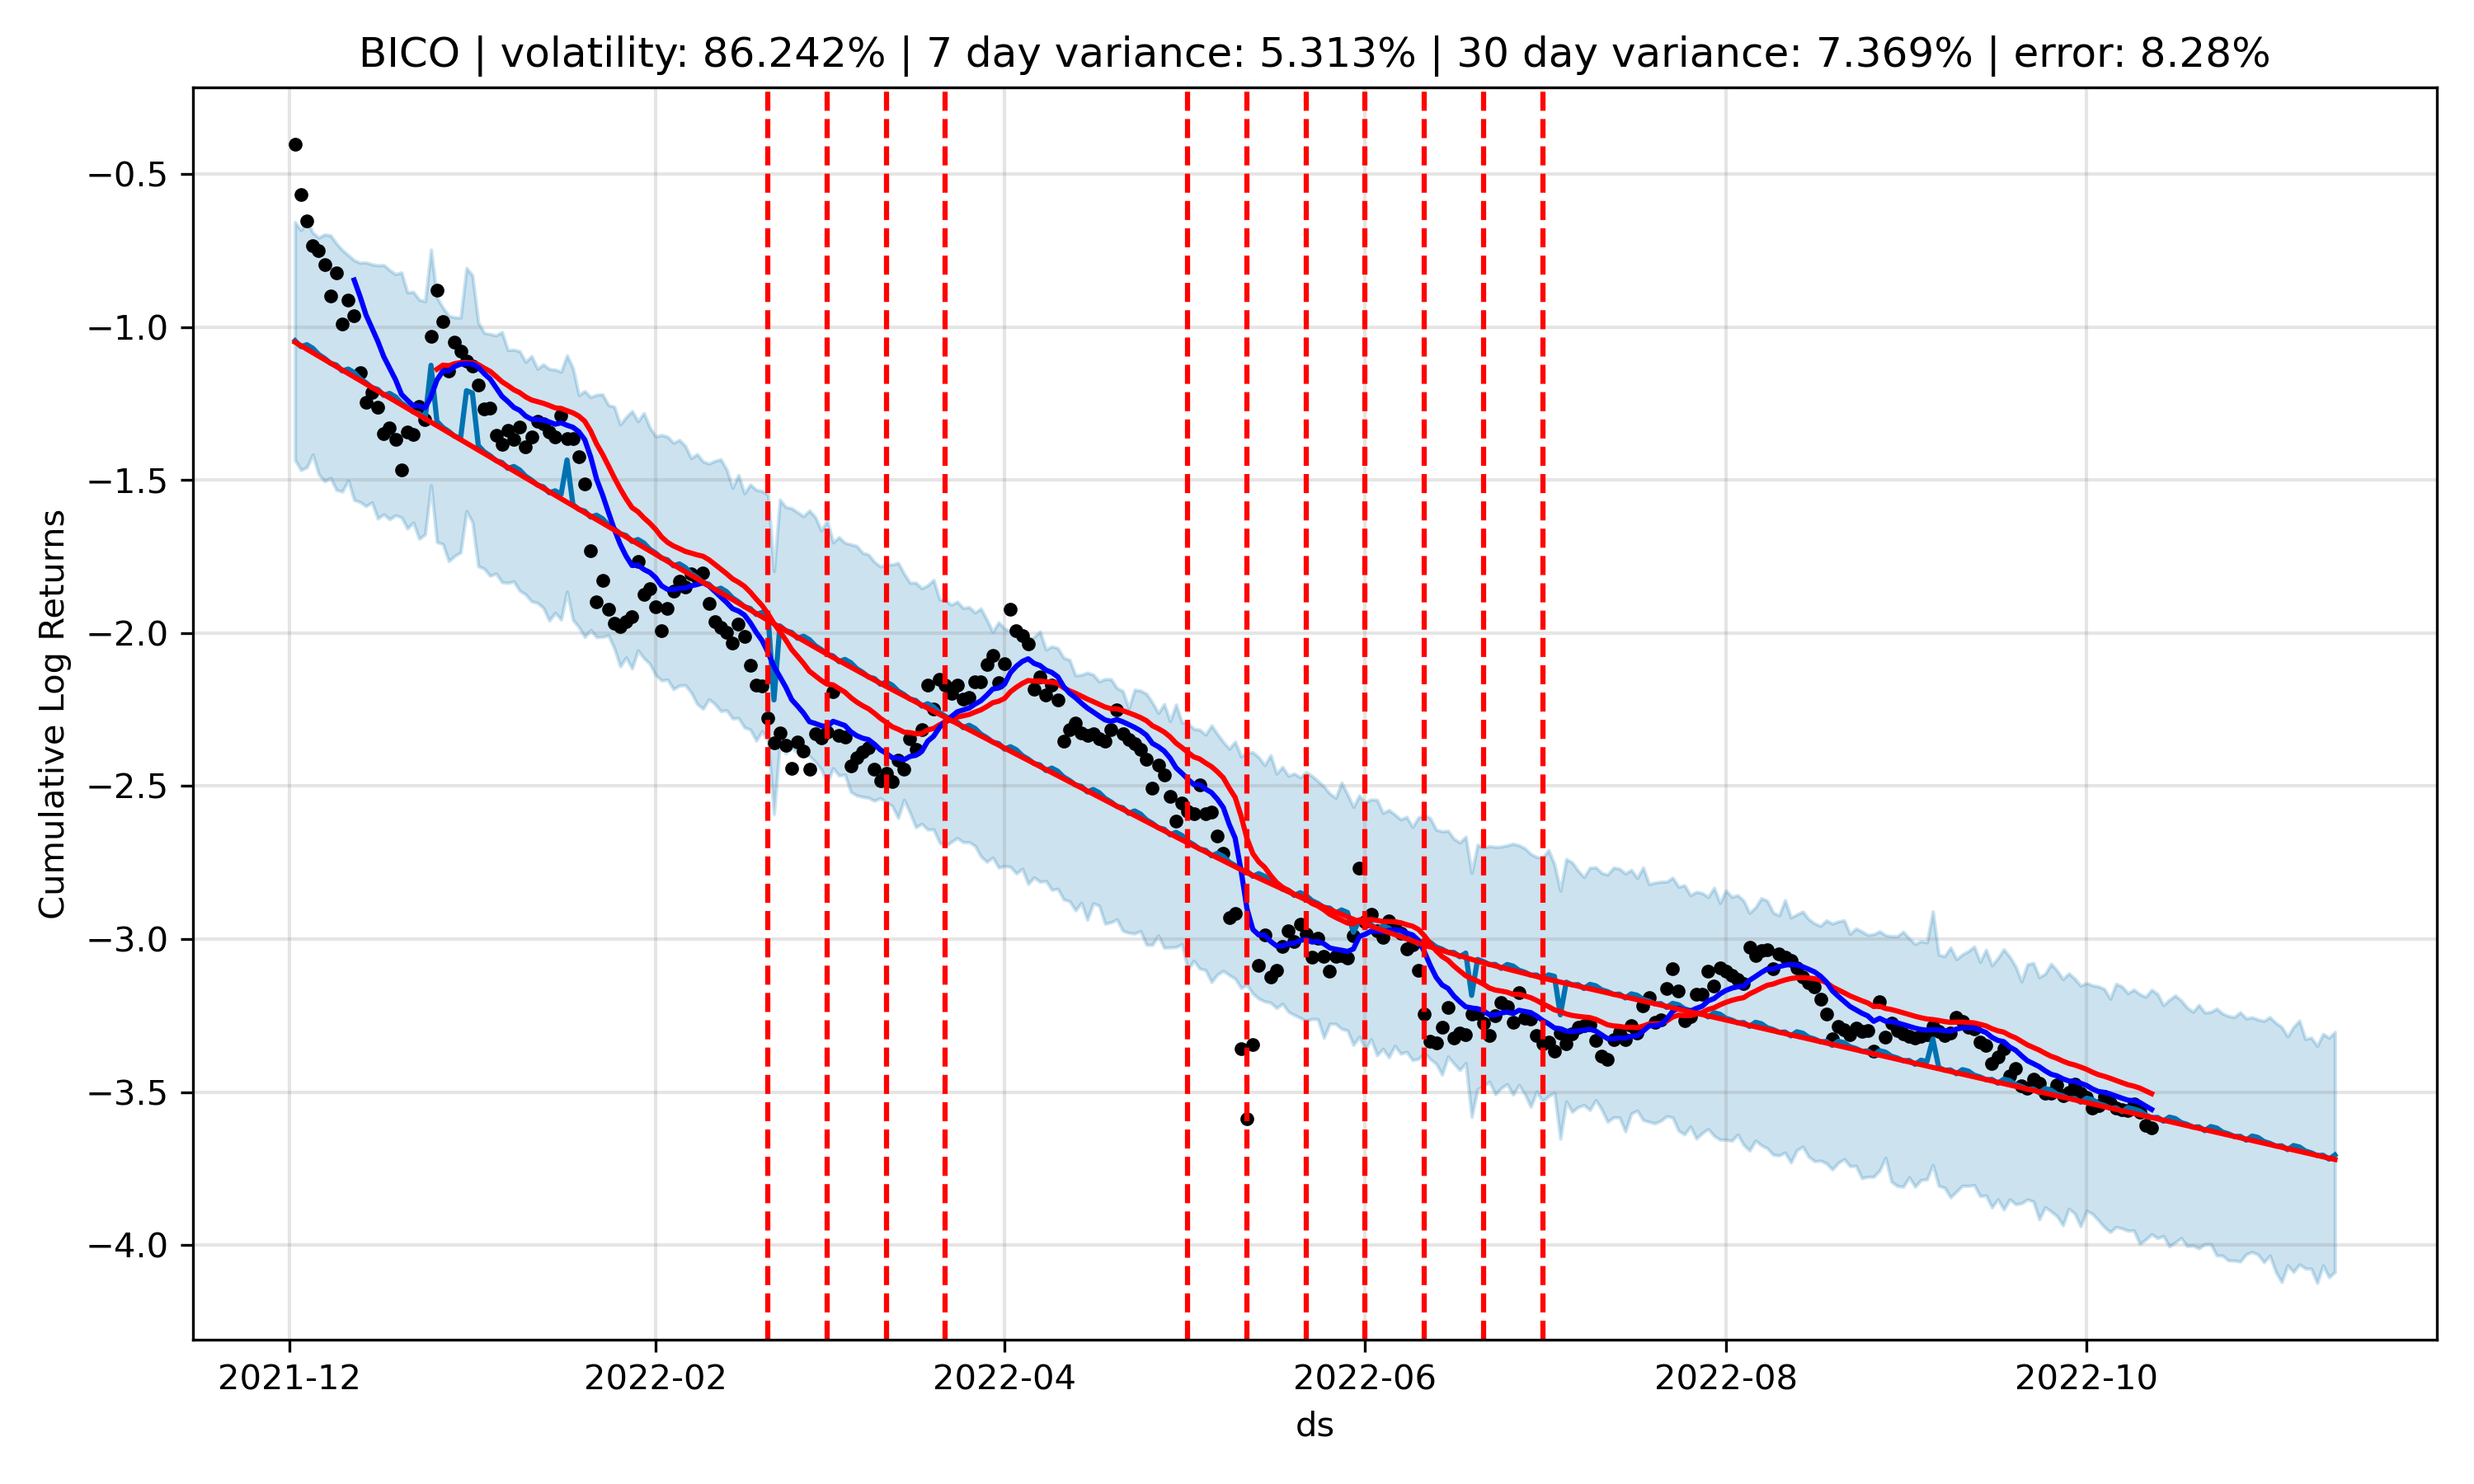 BICO | volatility: 86.242% | 7 day variance: 5.313% | 30 day variance: 7.369% | error: 8.28%
Cumulative Log Returns
−0.5
−1.0
−1.5
−2.0
−2.5
−3.0
−3.5
−4.0
2021-12 2022-02 2022-04 2022-06 2022-08 2022-10
ds